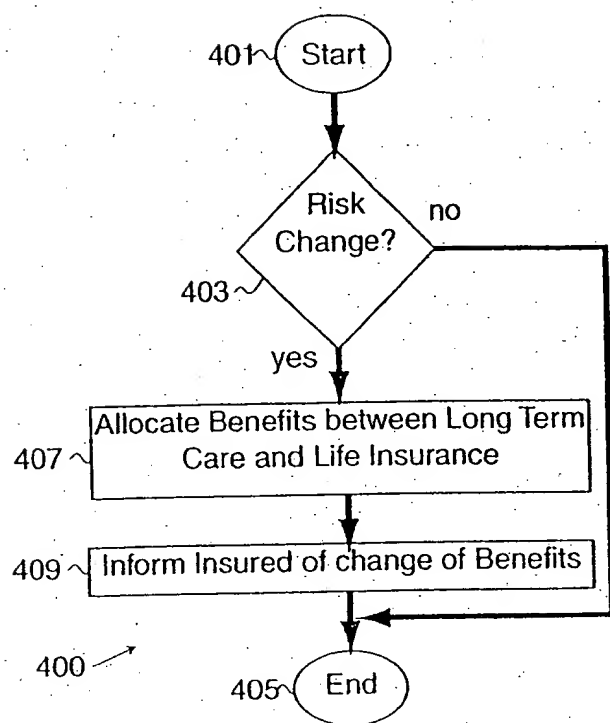 401 Start
Risk
Change?
no
403
yes
Allocate Benefits between Long Term
407
Care and Life Insurance
409 Inform Insured of change of Benefits
400
405 End